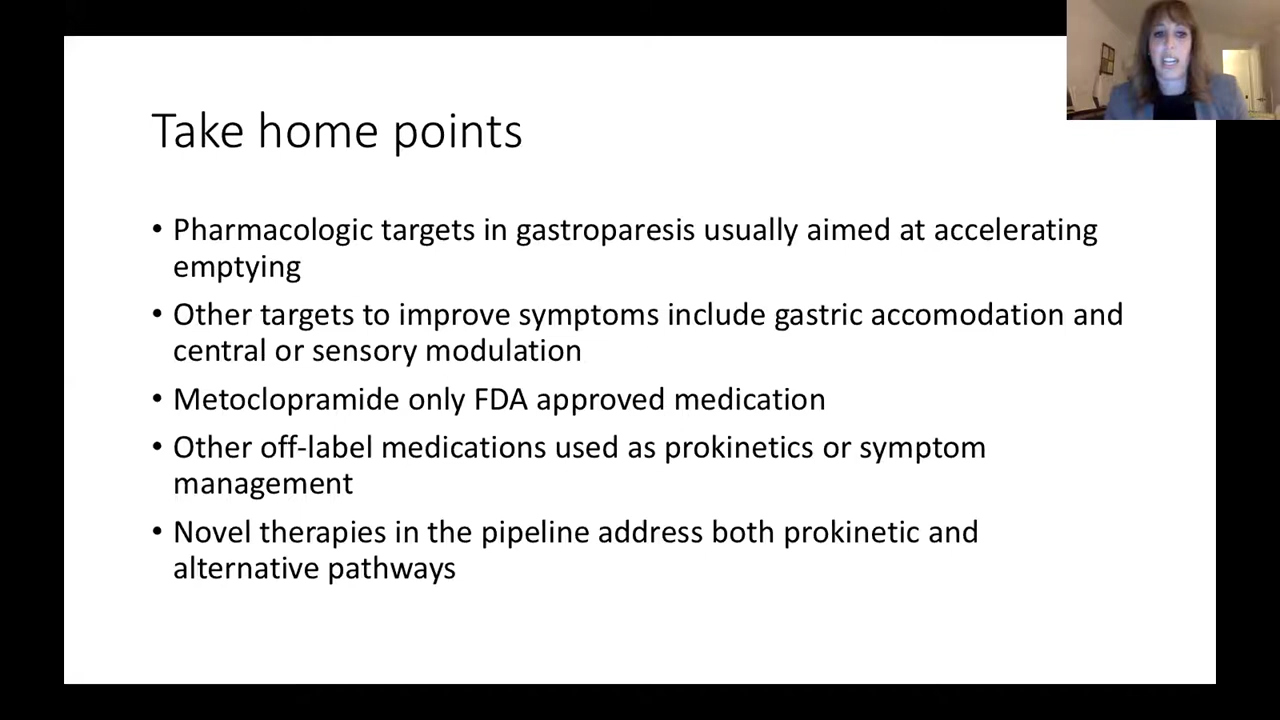 Take home points
• Pharmacologic targets in gastroparesis usually aimed at accelerating
emptying
• Other targets to improve symptoms include gastric accomodation and
central or sensory modulation
• Metoclopramide only FDA approved medication
• Other off-label medications used as prokinetics or symptom
management
• Novel therapies in the pipeline address both prokinetic and
alternative pathways